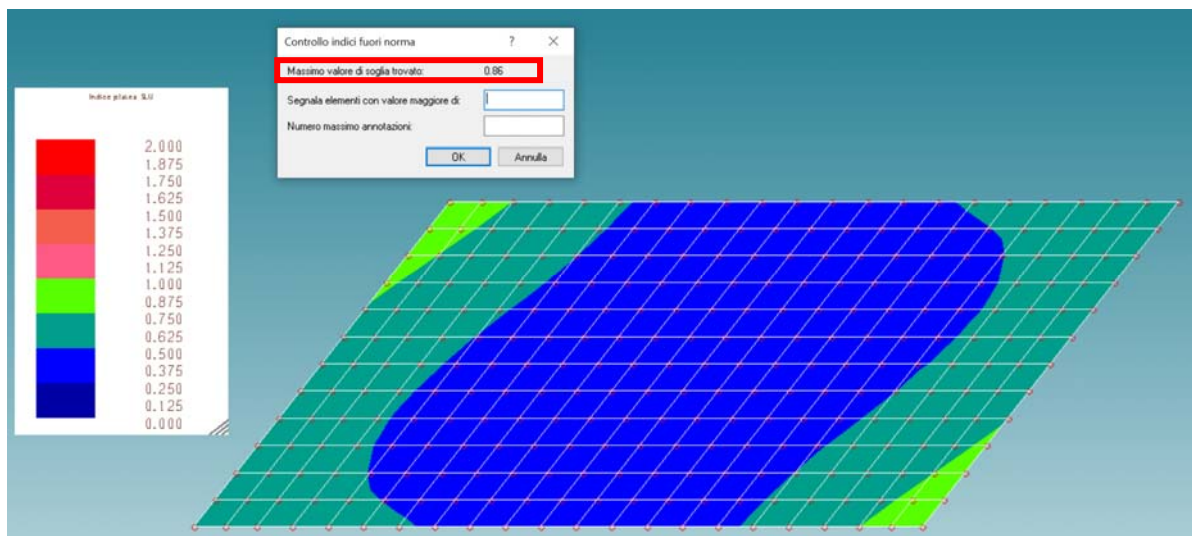 Controllo indici fuori norma ? ×
Massimo valore di soglia trovato: 0.86
Segnala elementi con valore maggiore di:
Numero massimo annotazioni:
OK Annulla
Indice platea SLU
2.000
1.875
1.750
1.625
1.500
1.375
1.250
1.125
1.000
0.875
0.750
0.625
0.500
0.375
0.250
0.125
0.000